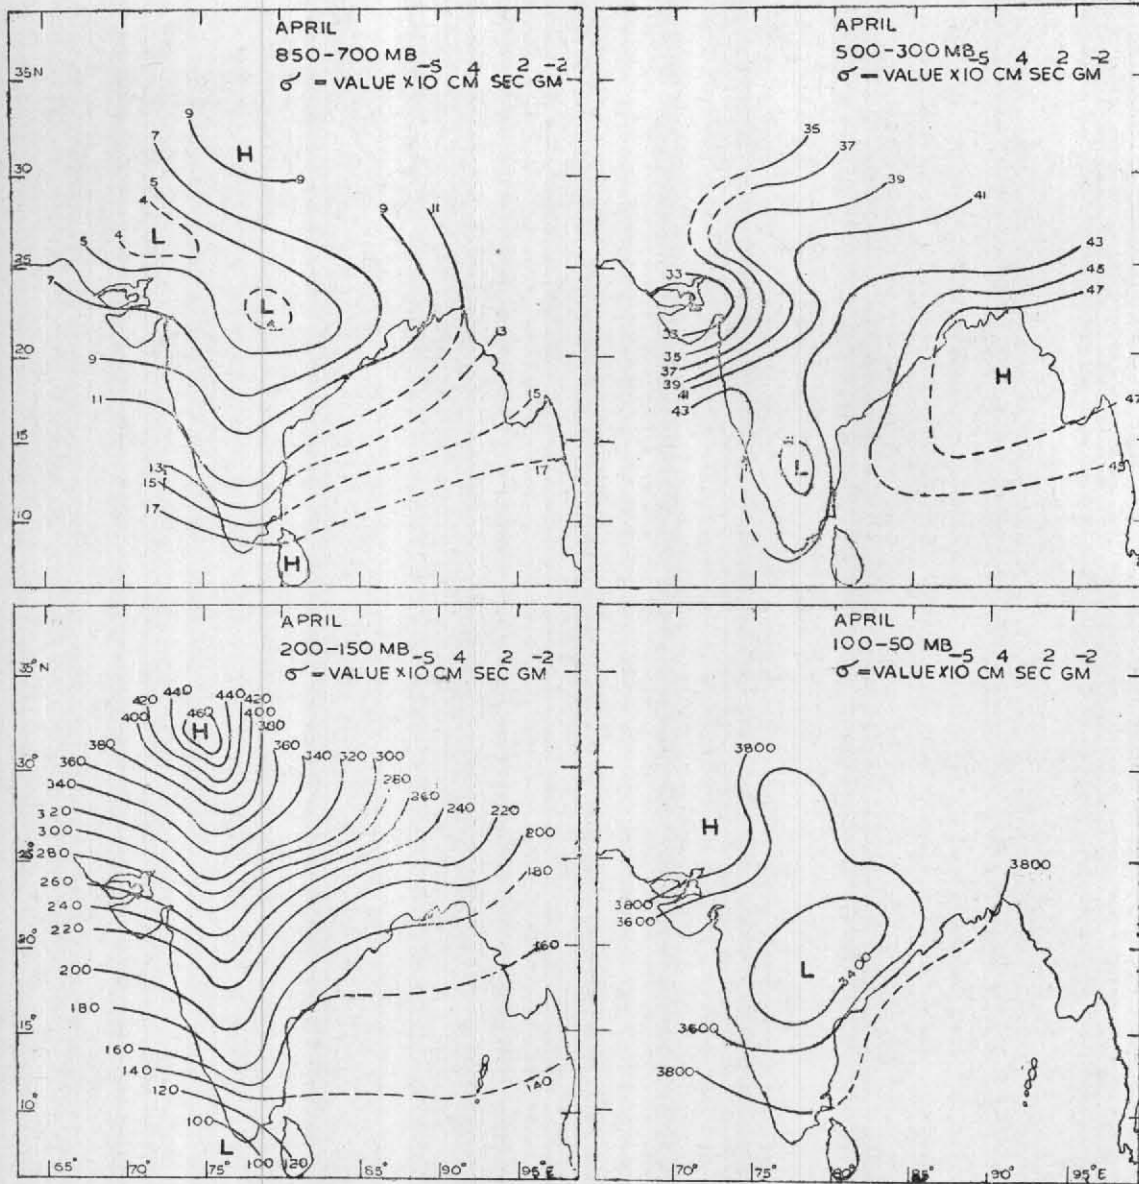 APRIL
850-700 MB
-5 4 2 -2
σ = VALUE X10 CM SEC GM
35N
30
25
20
15
10
9
7
5
4
H
9
4
L
5
7
L
9
11
9
11
13
15
17
13
15
17
H
APRIL
500-300 MB
-5 4 2 -2
σ = VALUE X10 CM SEC GM
35
37
39
41
43
45
47
33
33
35
37
39
41
43
L
H
47
45
APRIL
200-150 MB
-5 4 2 -2
σ = VALUE X10 CM SEC GM
35°N
30°
25°
20°
15°
10°
440 440
420 420
400 460 400
H 380
380 360 340 320 300
360 280
340 260
320 240 220
300 200
280 180
260
240
220 160
200
180
160
140 140
120
100
L
100 120
65° 70° 75° 85° 90° 95°E
APRIL
100-50 MB
-5 4 2 -2
σ = VALUE X10 CM SEC GM
3800
H
3800
3800
3600
L 3400
3600
3800
70° 75° 80° 85° 90° 95°E